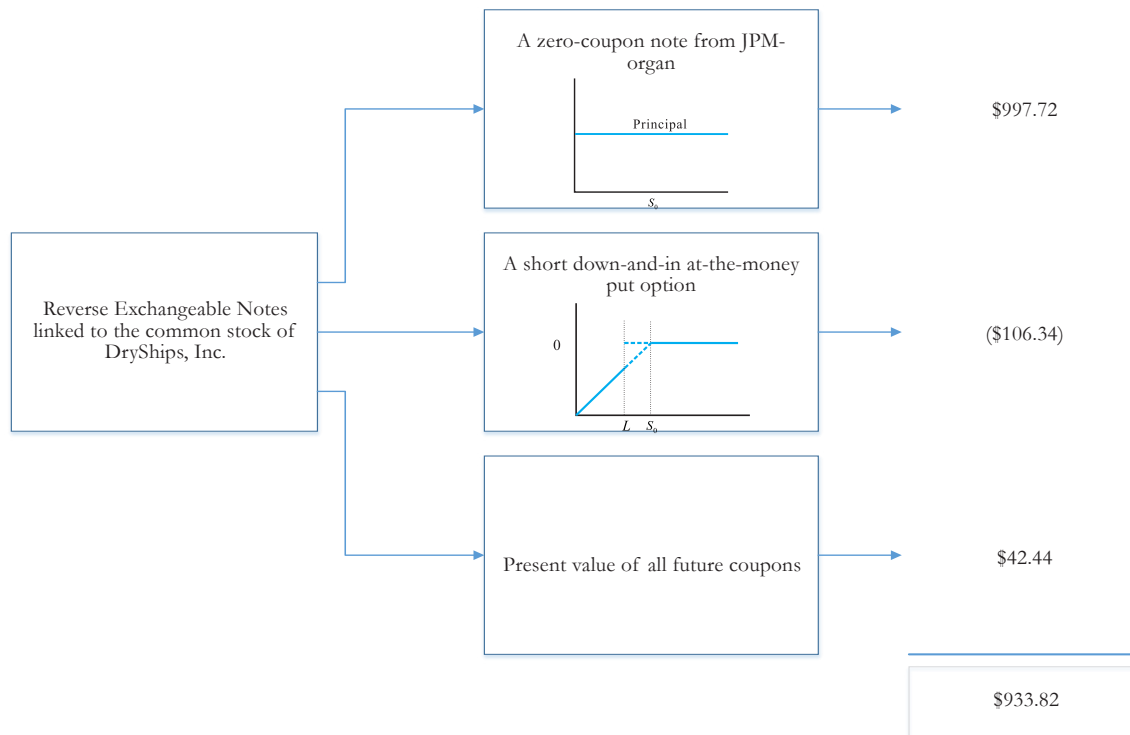 A zero-coupon note from JPM-
organ
Principal
S₀
$997.72
Reverse Exchangeable Notes
linked to the common stock of
DryShips, Inc.
A short down-and-in at-the-money
put option
0
L S₀
($106.34)
Present value of all future coupons
$42.44
$933.82